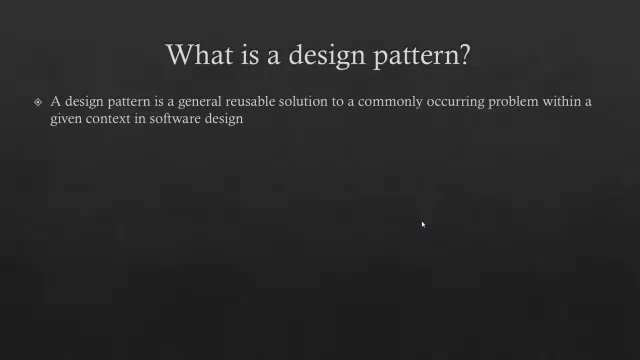 What is a design pattern?
A design pattern is a general reusable solution to a commonly occurring problem within a
given context in software design